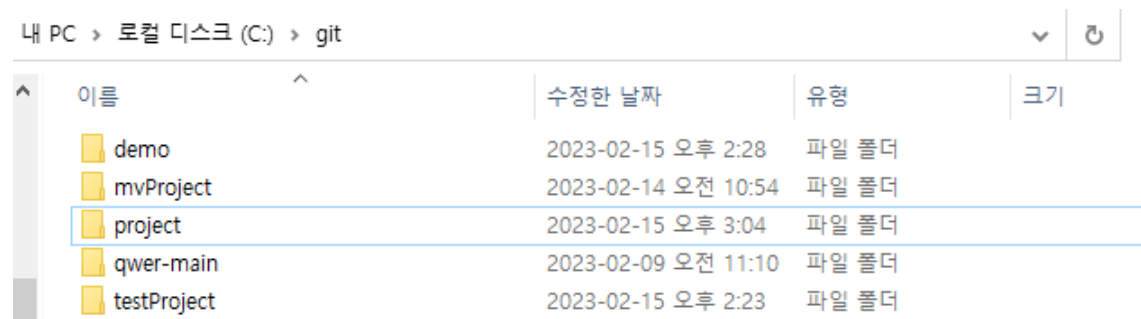 내 PC > 로컬 디스크 (C:) > git
이름 수정한 날짜 유형 크기
demo 2023-02-15 오후 2:28 파일 폴더
mvProject 2023-02-14 오전 10:54 파일 폴더
project 2023-02-15 오후 3:04 파일 폴더
qwer-main 2023-02-09 오전 11:10 파일 폴더
testProject 2023-02-15 오후 2:23 파일 폴더